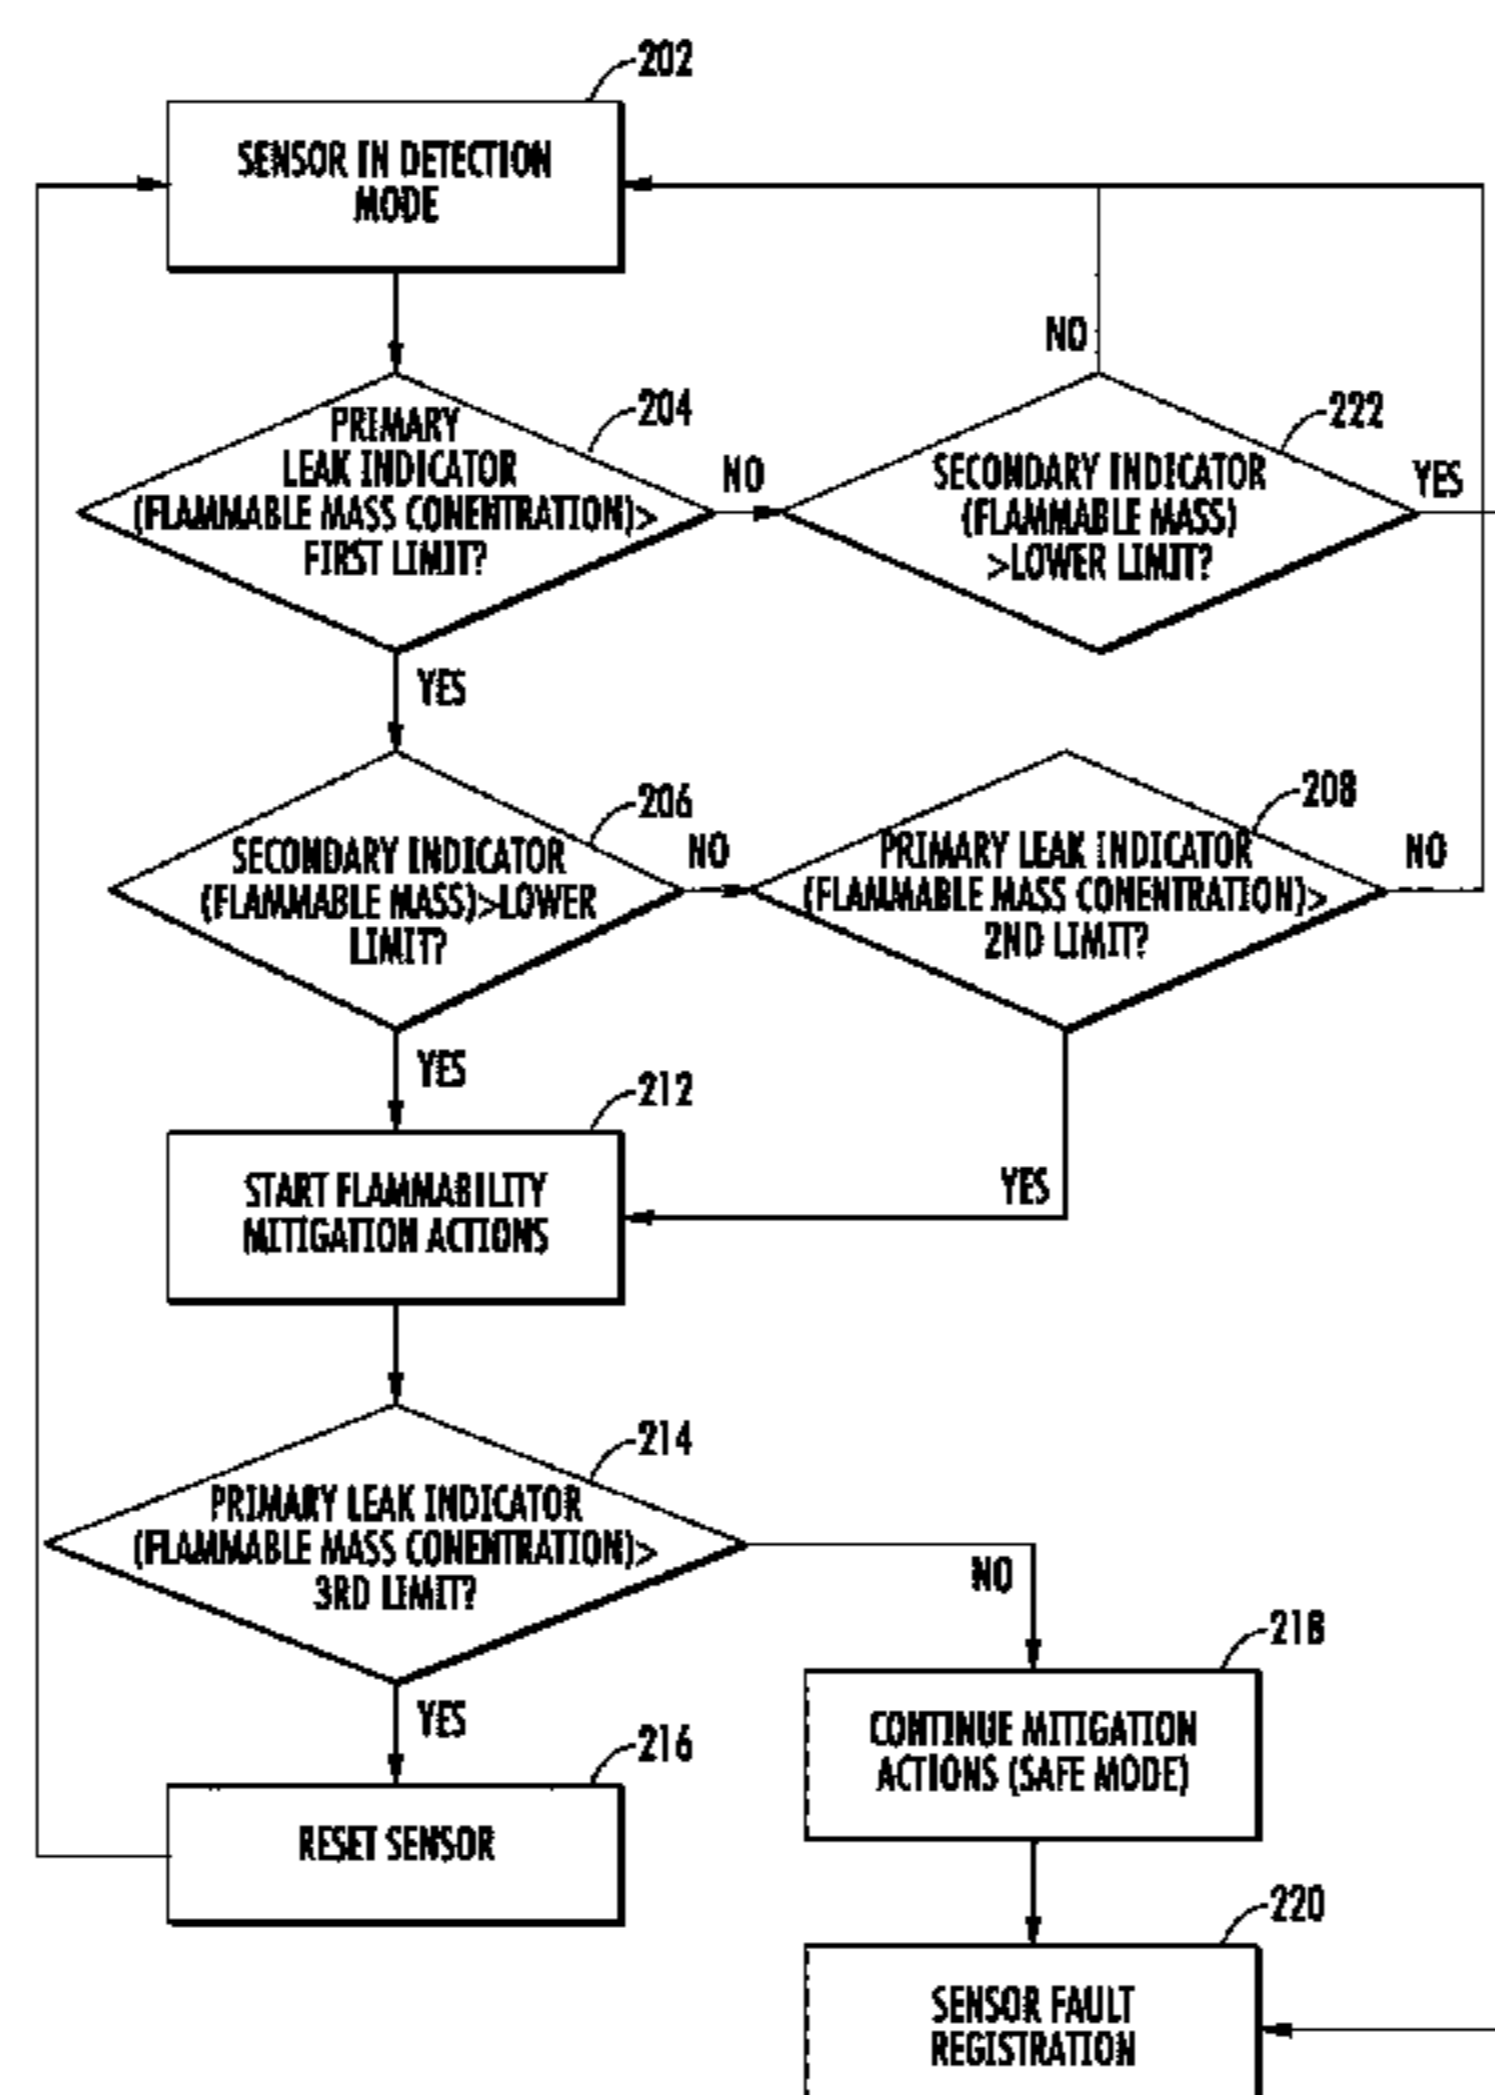 202
SENSOR IN DETECTION
MODE
NO
204
PRIMARY
LEAK INDICATOR
(FLAMMABLE MASS CONENTRATION)>
FIRST LIMIT?
NO
222
SECONDARY INDICATOR
(FLAMMABLE MASS)
>LOWER LIMIT?
YES
YES
206
SECONDARY INDICATOR
(FLAMMABLE MASS)>LOWER
LIMIT?
NO
208
PRIMARY LEAK INDICATOR
(FLAMMABLE MASS CONENTRATION)>
2ND LIMIT?
NO
YES
212
START FLAMMABILITY
MITIGATION ACTIONS
YES
214
PRIMARY LEAK INDICATOR
(FLAMMABLE MASS CONENTRATION)>
3RD LIMIT?
NO
218
CONTINUE MITIGATION
ACTIONS (SAFE MODE)
YES
216
RESET SENSOR
220
SENSOR FAULT
REGISTRATION